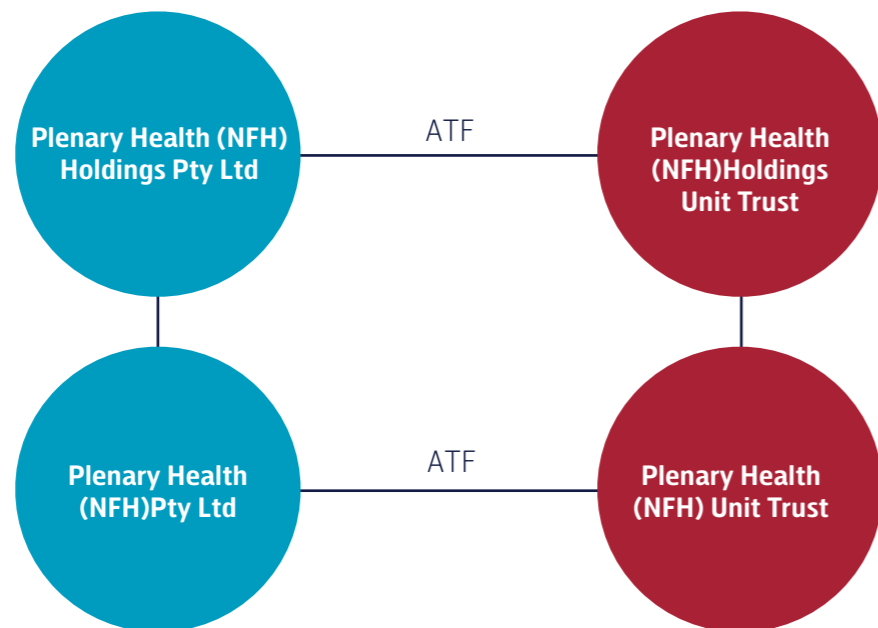 Plenary Health (NFH)
Holdings Pty Ltd
ATF
Plenary Health
(NFH)Holdings
Unit Trust
Plenary Health
(NFH)Pty Ltd
ATF
Plenary Health
(NFH) Unit Trust